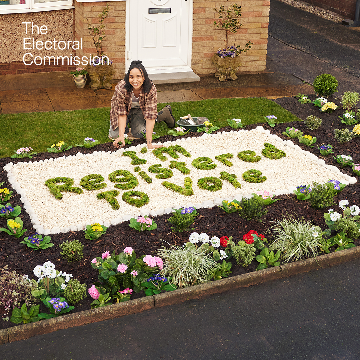 The
Electoral
Commission
I'm
Registered
To Vote